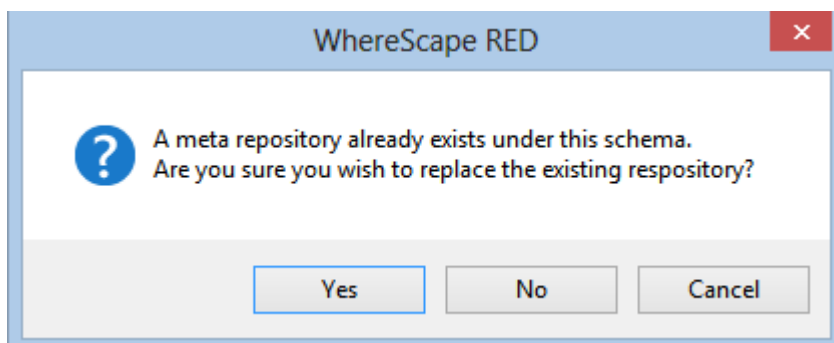 WhereScape RED
×
A meta repository already exists under this schema.
Are you sure you wish to replace the existing respository?
Yes
No
Cancel